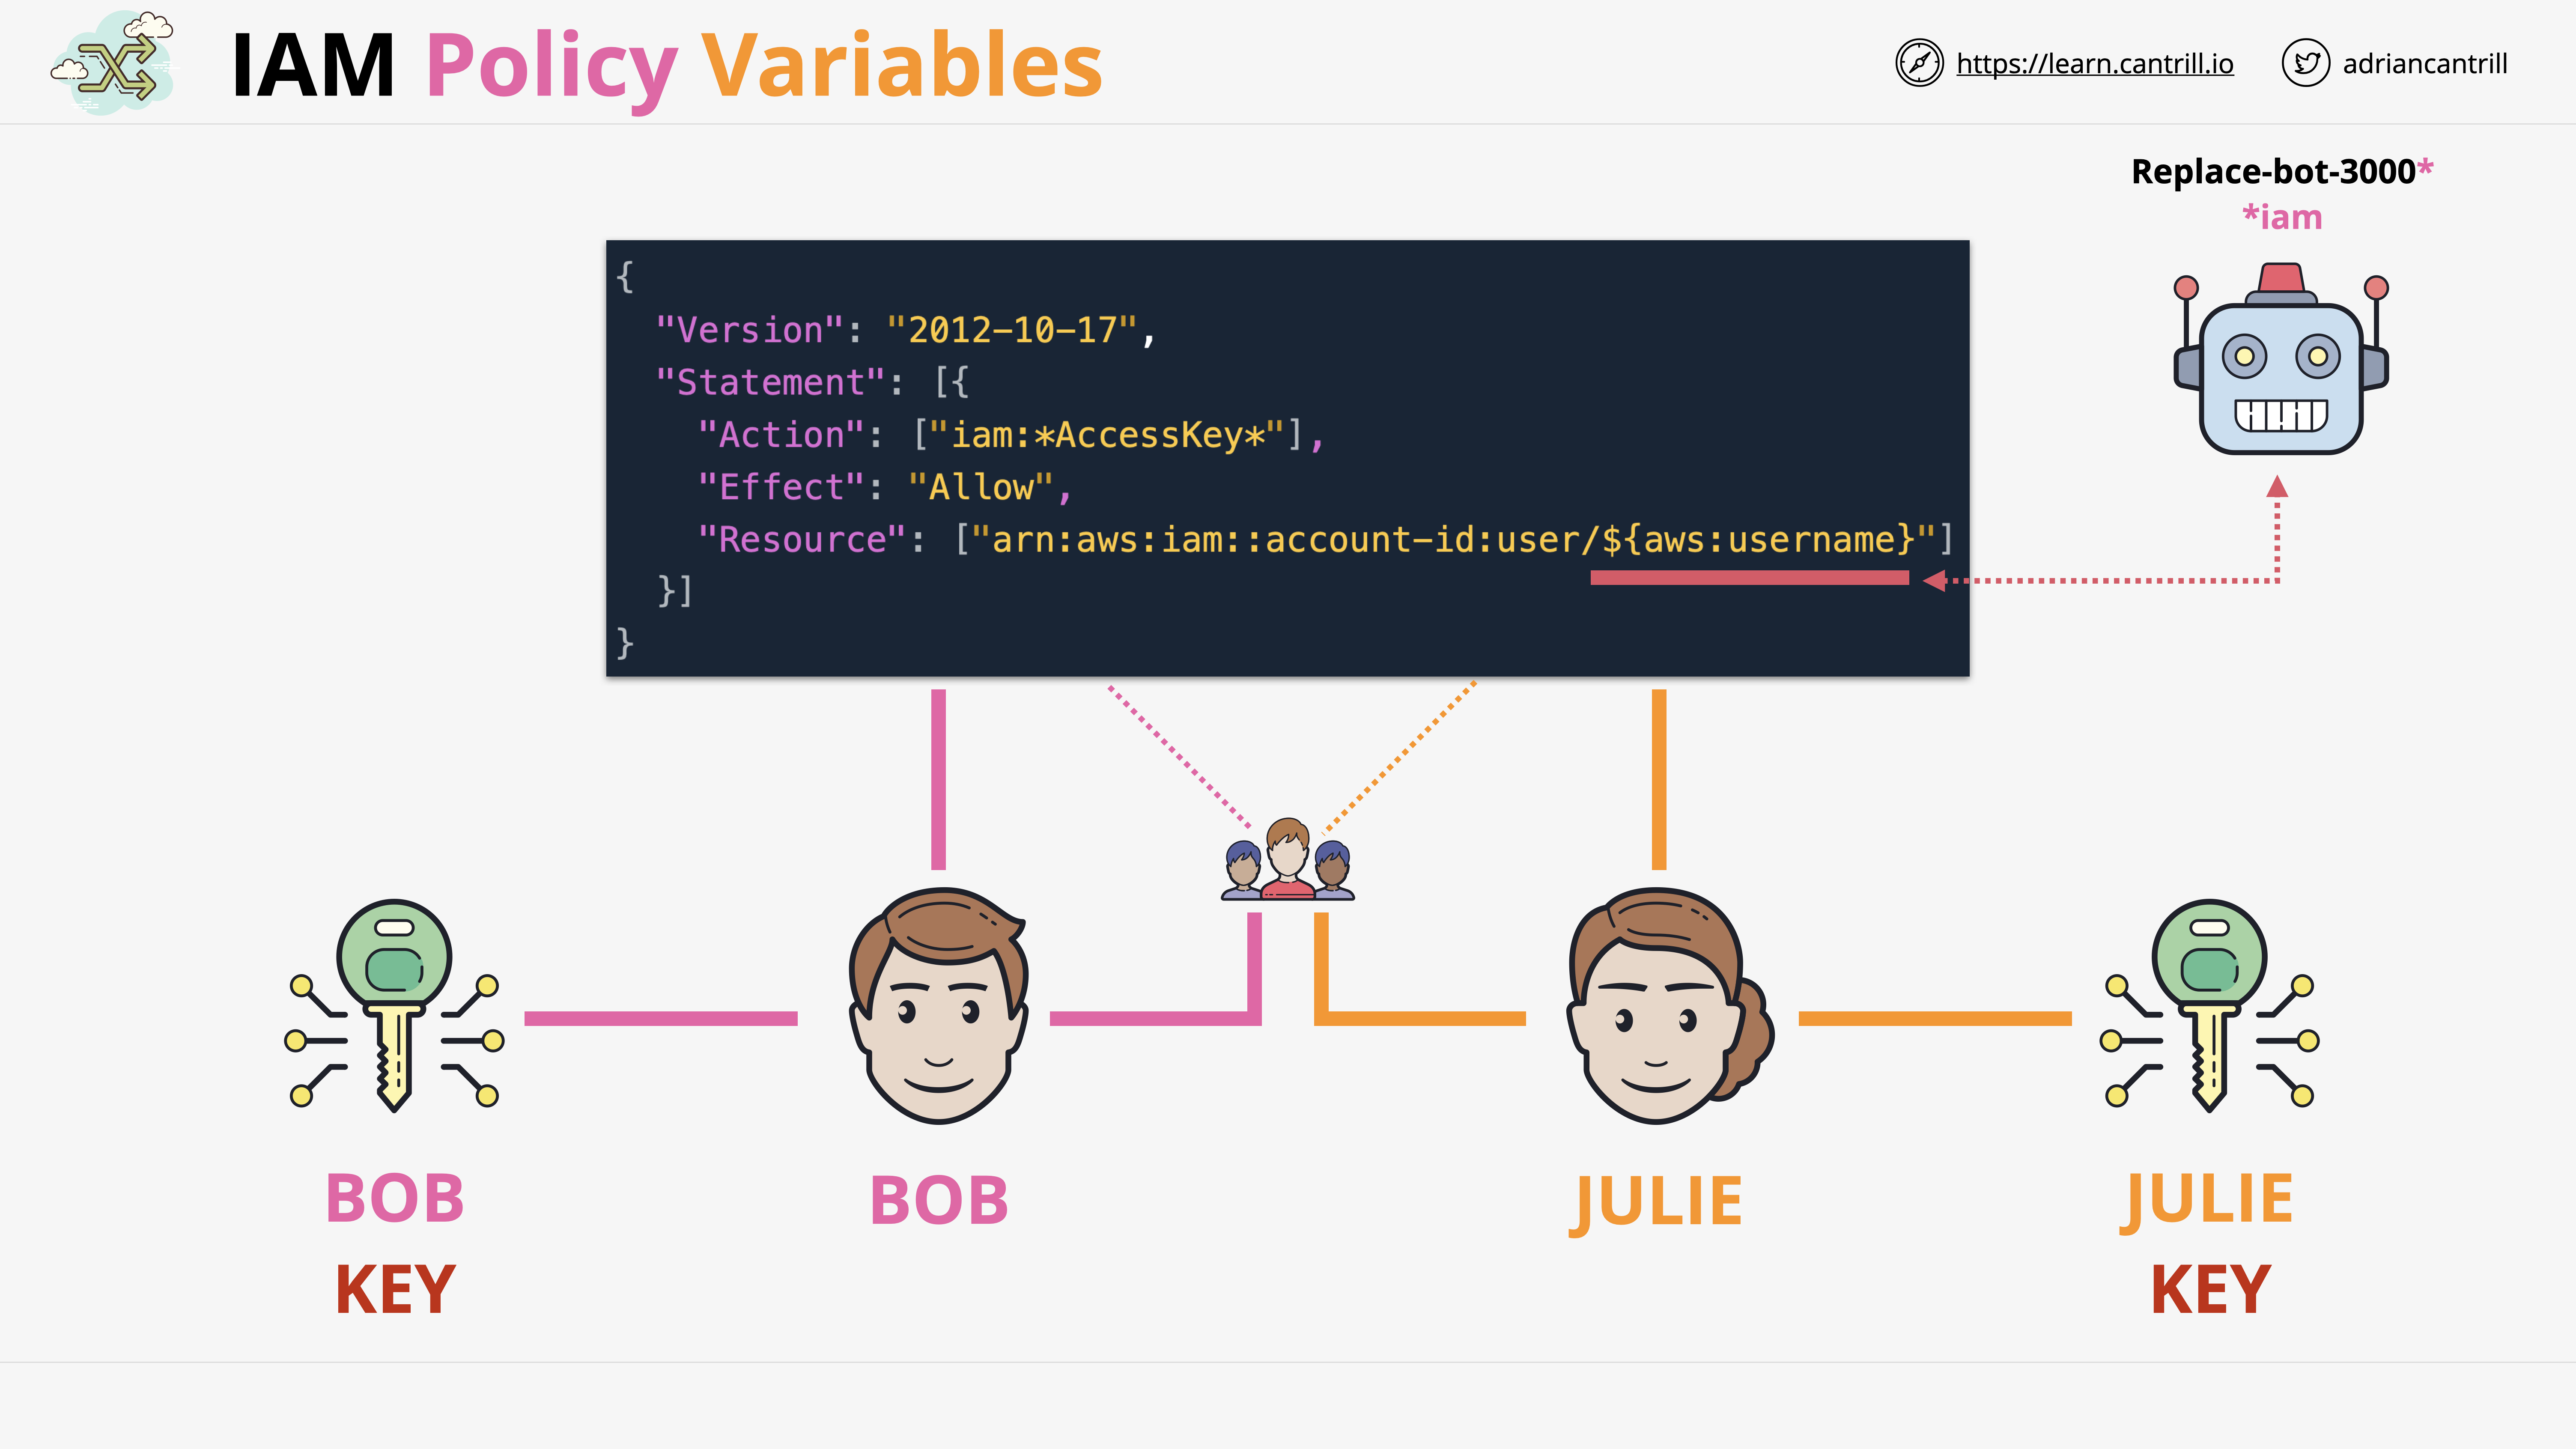 IAM Policy Variables
https://learn.cantrill.io
adriancantrill
Replace-bot-3000*
*iam
{
"Version": "2012-10-17",
"Statement": [{
"Action": ["iam:*AccessKey*"],
"Effect": "Allow",
"Resource": ["arn:aws:iam::account-id:user/${aws:username}"]
}]
}
BOB
KEY
BOB
JULIE
JULIE
KEY